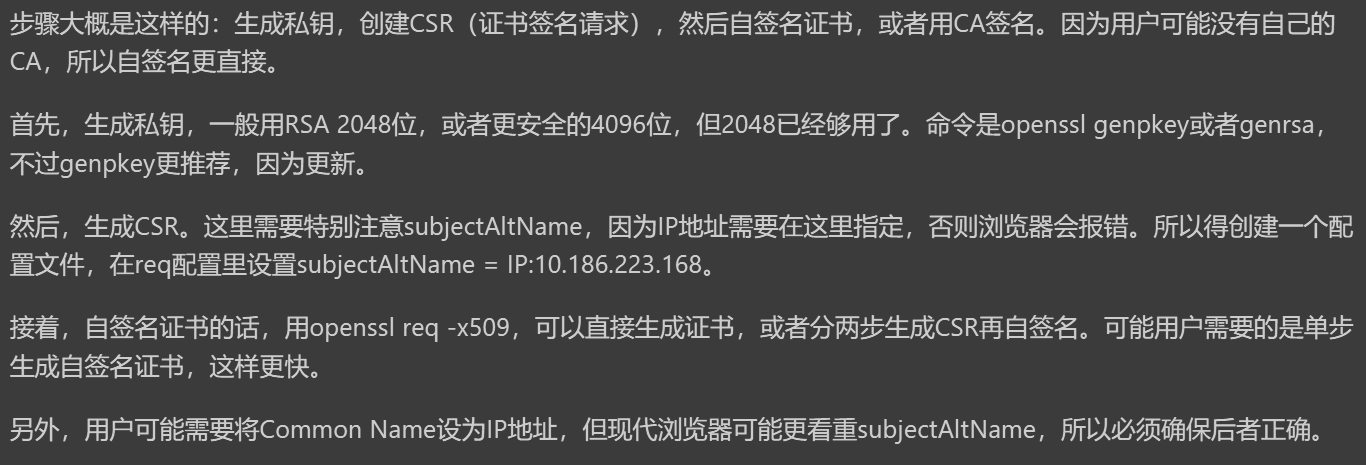 步骤大概是这样的：生成私钥，创建CSR（证书签名请求），然后自签名证书，或者用CA签名。因为用户可能没有自己的
CA，所以自签名更直接。
首先，生成私钥，一般用RSA 2048位，或者更安全的4096位，但2048已经够用了。命令是openssl genpkey或者genrsa，
不过genpkey更推荐，因为更新。
然后，生成CSR。这里需要特别注意subjectAltName，因为IP地址需要在这里指定，否则浏览器会报错。所以得创建一个配
置文件，在req配置里设置subjectAltName = IP:10.186.223.168。
接着，自签名证书的话，用openssl req -x509，可以直接生成证书，或者分两步生成CSR再自签名。可能用户需要的是单步
生成自签名证书，这样更快。
另外，用户可能需要将Common Name设为IP地址，但现代浏览器可能更看重subjectAltName，所以必须确保后者正确。